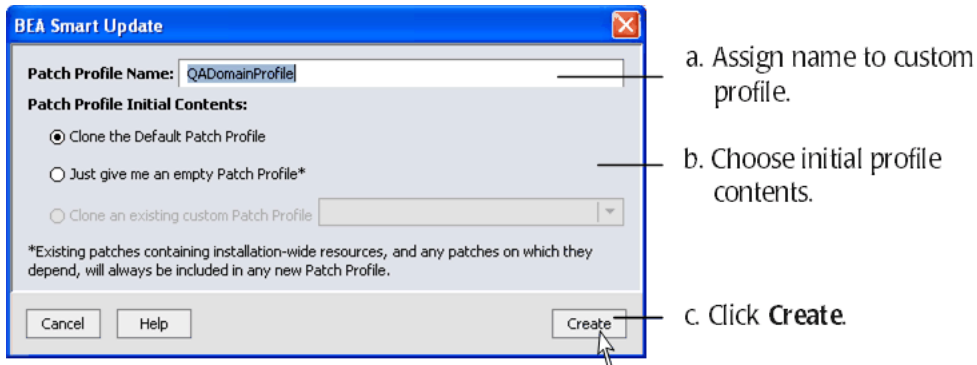 BEA Smart Update
Patch Profile Name: QADomainProfile
a. Assign name to custom
profile.
Patch Profile Initial Contents:
Clone the Default Patch Profile
Just give me an empty Patch Profile*
b. Choose initial profile
contents.
Clone an existing custom Patch Profile
*Existing patches containing installation-wide resources, and any patches on which they
depend, will always be included in any new Patch Profile.
Cancel Help Create
c. Click Create.